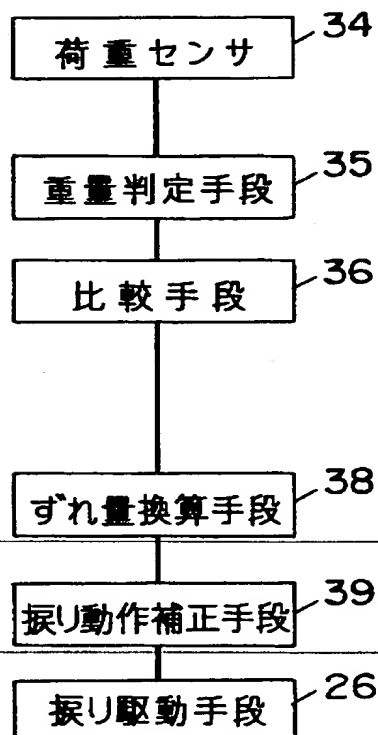 34
荷重センサ
35
重量判定手段
36
比較手段
38
ずれ量換算手段
39
捩り動作補正手段
26
捩り駆動手段